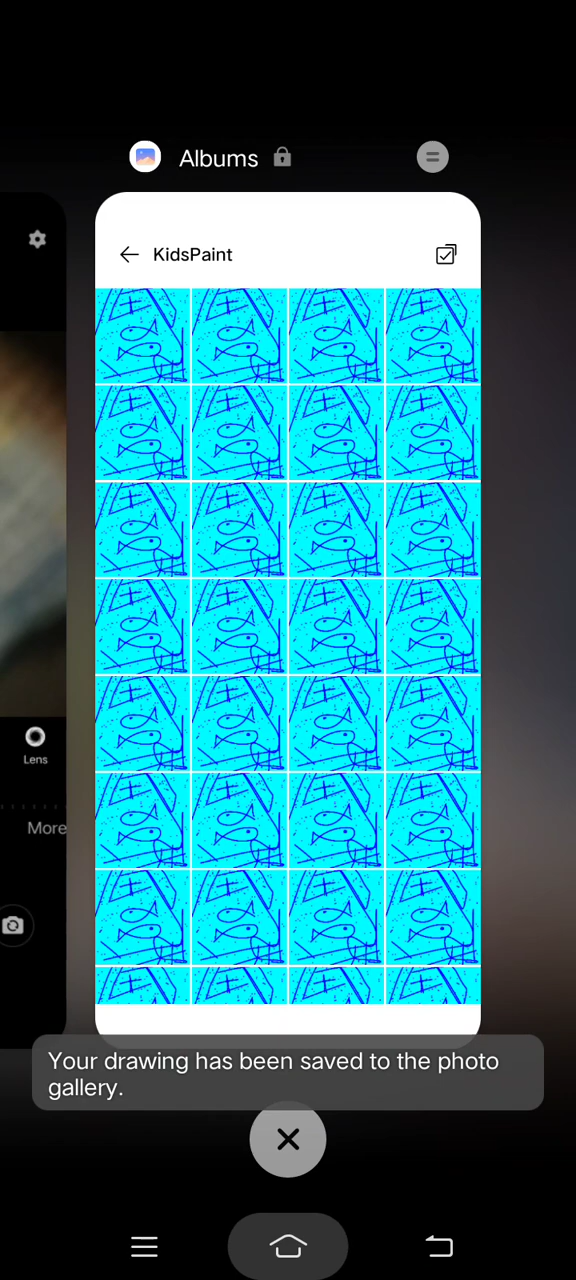 Albums
KidsPaint
Lens
More
Your drawing has been saved to the photo
gallery.